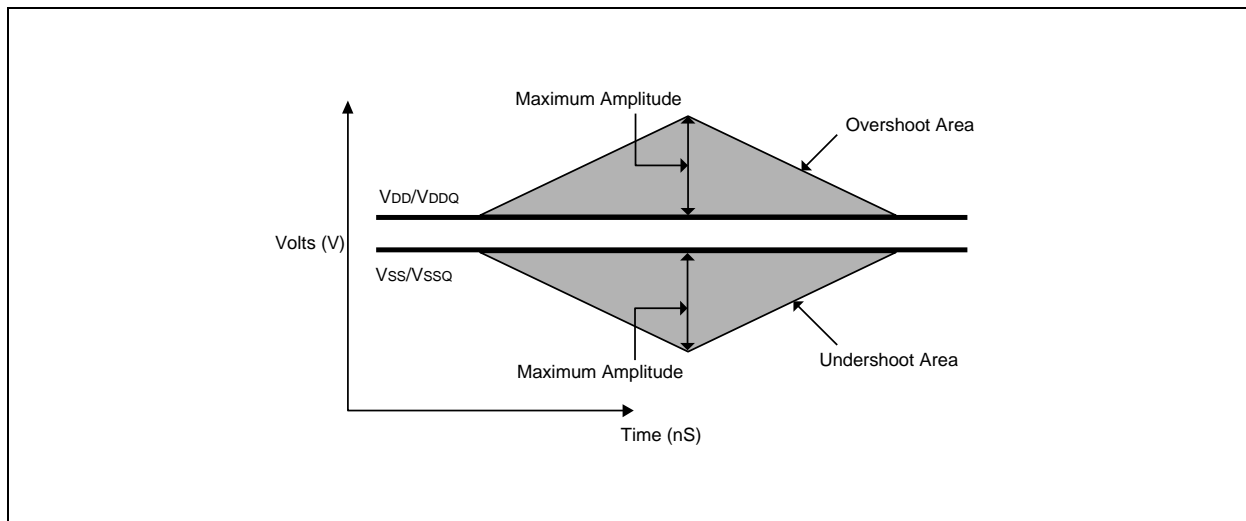 Maximum Amplitude
Overshoot Area
VDD/VDDQ
Volts (V)
VSS/VSSQ
Undershoot Area
Maximum Amplitude
Time (nS)